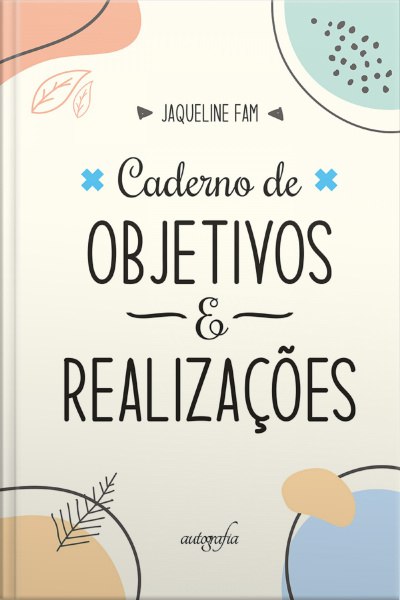 JAQUELINE FAM
Caderno de
OBJETIVOS
&
REALIZAÇÕES
autografia